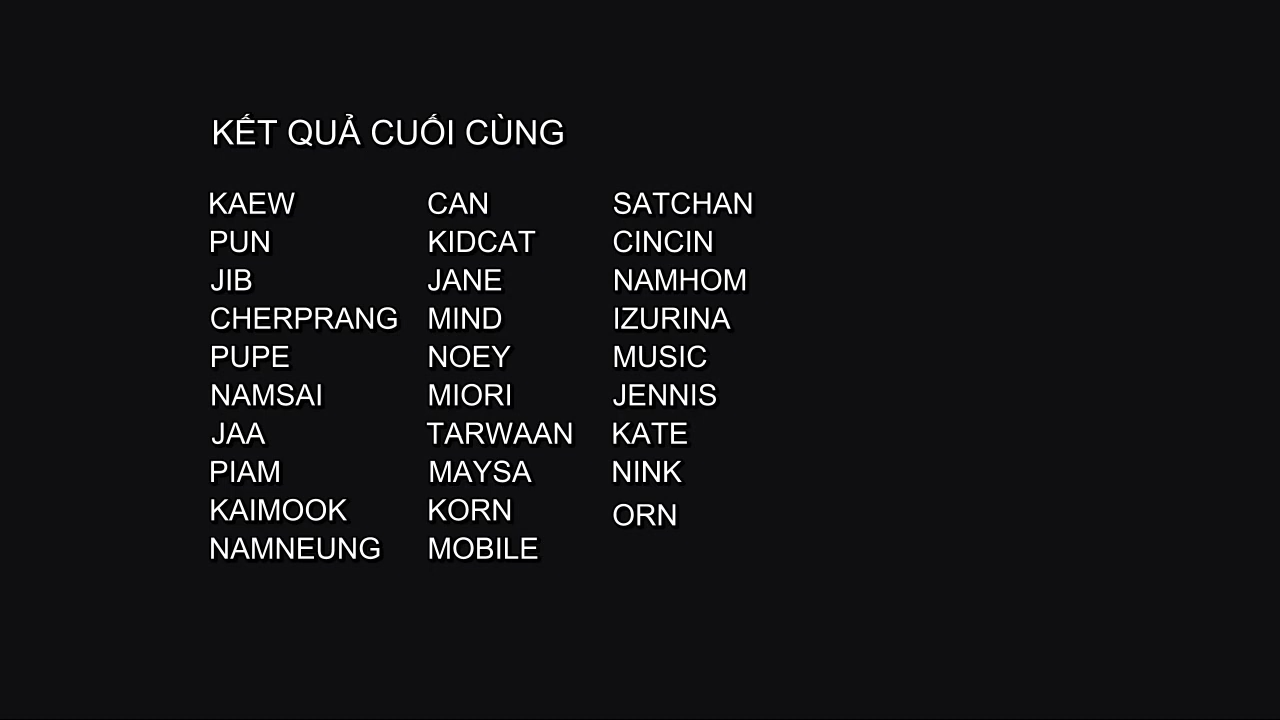 KẾT QUẢ CUỐI CÙNG
KAEW
PUN
JIB
CHERPRANG
PUPE
NAMSAI
JAA
PIAM
KAIMOOK
NAMNEUNG
CAN
KIDCAT
JANE
MIND
NOEY
MIORI
TARWAAN
MAYSA
KORN
MOBILE
SATCHAN
CINCIN
NAMHOM
IZURINA
MUSIC
JENNIS
KATE
NINK
ORN